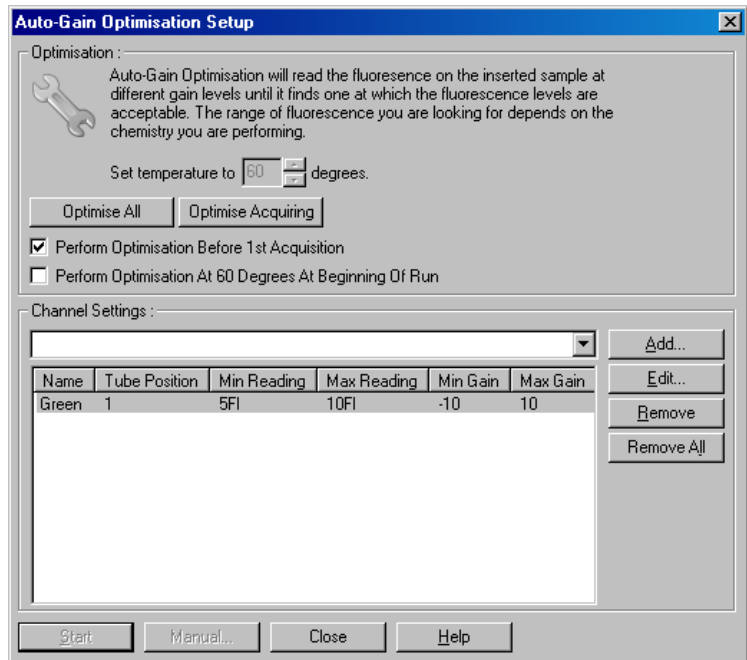 Auto-Gain Optimisation Setup
Optimisation :
Auto-Gain Optimisation will read the fluoresence on the inserted sample at
different gain levels until it finds one at which the fluorescence levels are
acceptable. The range of fluorescence you are looking for depends on the
chemistry you are performing.
Set temperature to 60 degrees.
Optimise All Optimise Acquiring
Perform Optimisation Before 1st Acquisition
Perform Optimisation At 60 Degrees At Beginning Of Run
Channel Settings :
Add...
Name Tube Position Min Reading Max Reading Min Gain Max Gain Edit...
Green 1 5Fl 10Fl -10 10
Remove
Remove All
Start Manual... Close Help